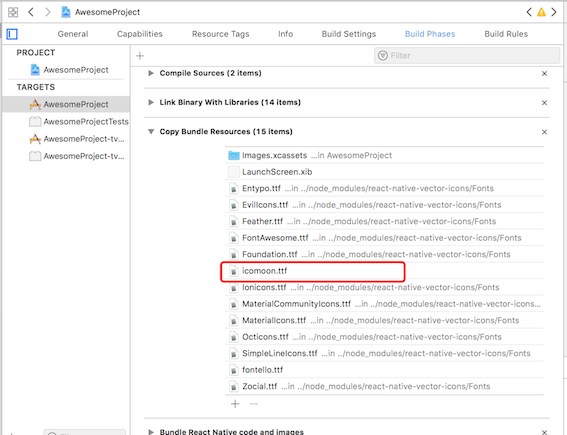 AwesomeProject
General Capabilities Resource Tags Info Build Settings Build Phases Build Rules
PROJECT
AwesomeProject
TARGETS
AwesomeProject
AwesomeProjectTests
AwesomeProject-tv...
AwesomeProject-tv...
Filter
Compile Sources (2 items)
Link Binary With Libraries (14 items)
Copy Bundle Resources (15 items)
Images.xcassets ...in AwesomeProject
LaunchScreen.xib
Entypo.ttf ...in ../node_modules/react-native-vector-icons/Fonts
EvilIcons.ttf ...in ../node_modules/react-native-vector-icons/Fonts
Feather.ttf ...in ../node_modules/react-native-vector-icons/Fonts
FontAwesome.ttf ...in ../node_modules/react-native-vector-icons/Fonts
Foundation.ttf ...in ../node_modules/react-native-vector-icons/Fonts
icomoon.ttf
Ionicons.ttf ...in ../node_modules/react-native-vector-icons/Fonts
MaterialCommunityIcons.ttf ...in ../node_modules/react-native-vector-icons...
MaterialIcons.ttf ...in ../node_modules/react-native-vector-icons/Fonts
Octicons.ttf ...in ../node_modules/react-native-vector-icons/Fonts
SimpleLineIcons.ttf ...in ../node_modules/react-native-vector-icons/Fonts
fontello.ttf
Zocial.ttf ...in ../node_modules/react-native-vector-icons/Fonts
Bundle React Native code and images